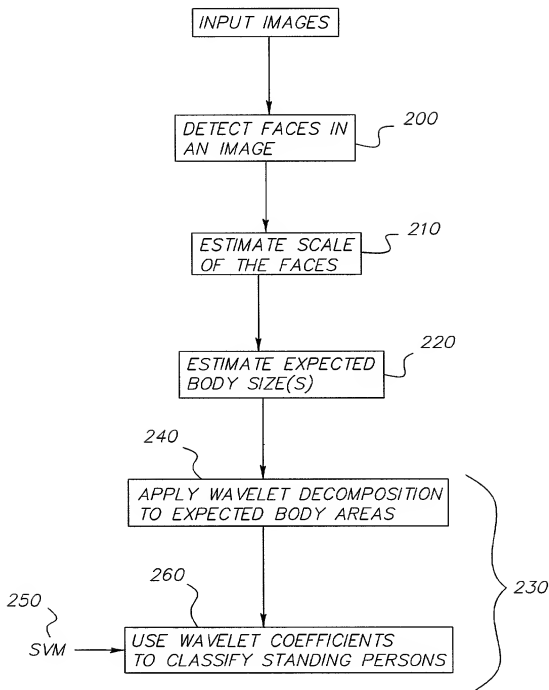 INPUT IMAGES
DETECT FACES IN
AN IMAGE
200
ESTIMATE SCALE
OF THE FACES
210
ESTIMATE EXPECTED
BODY SIZE(S)
220
240
APPLY WAVELET DECOMPOSITION
TO EXPECTED BODY AREAS
230
260
250
SVM
USE WAVELET COEFFICIENTS
TO CLASSIFY STANDING PERSONS